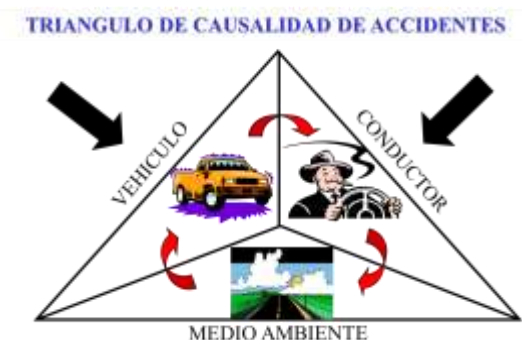 TRIANGULO DE CAUSALIDAD DE ACCIDENTES
VEHICULO
CONDUCTOR
MEDIO AMBIENTE